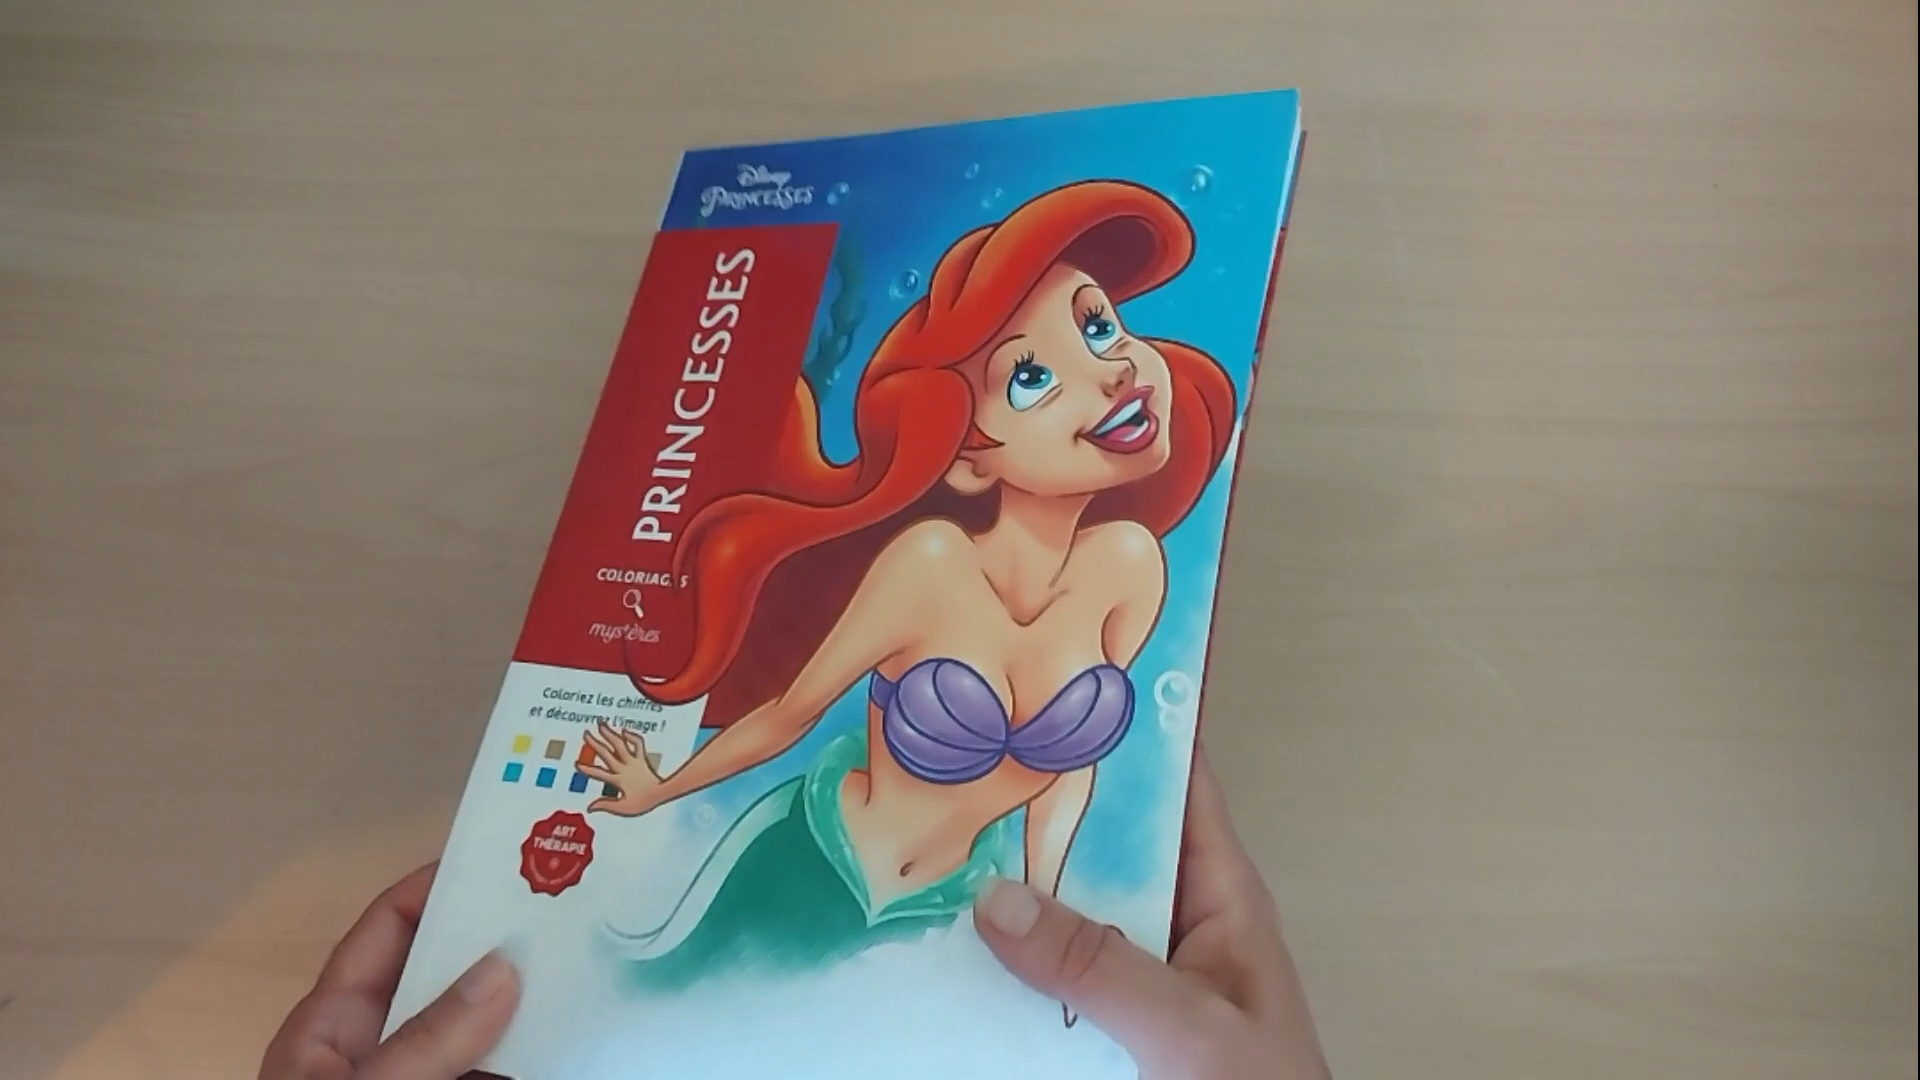 Disney
PRINCESSES
PRINCESSES
COLORIAGES
mystères
Coloriez les chiffres
et découvrez l'image !
ART
THÉRAPIE